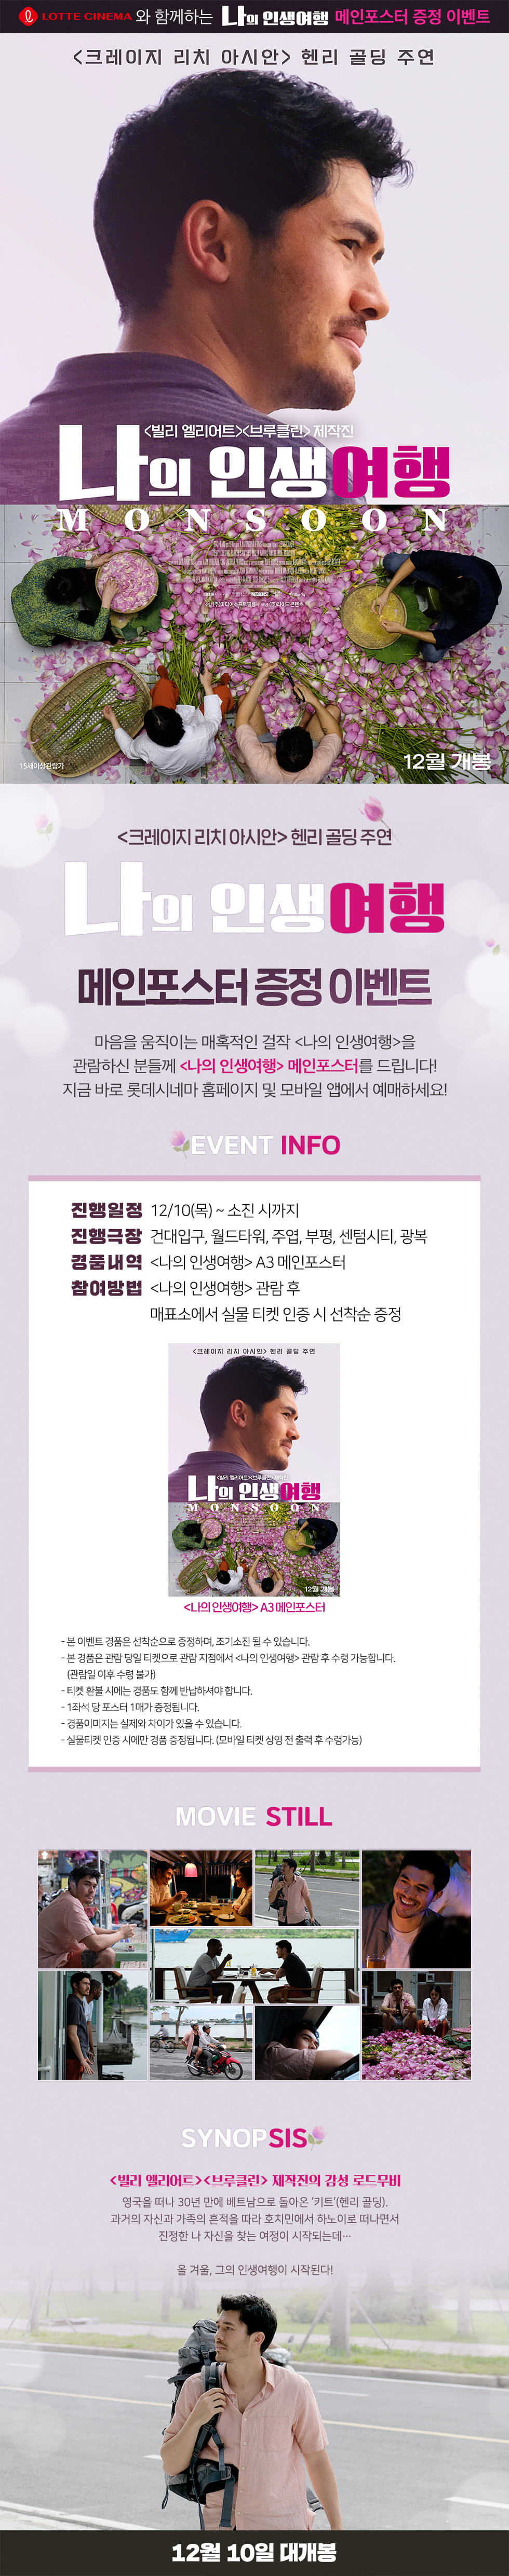 LOTTE CINEMA 와 함께하는 나의 인생여행 메인포스터 증정 이벤트
<크레이지 리치 아시안> 헨리 골딩 주연
<빌리 엘리어트><브루클린> 제작진
나의 인생여행
MONSOON
15세이상관람가
12월 개봉
<크레이지 리치 아시안> 헨리 골딩 주연
나의 인생여행
메인포스터 증정 이벤트
마음을 움직이는 매혹적인 걸작 <나의 인생여행>을
관람하신 분들께 <나의 인생여행> 메인포스터를 드립니다!
지금 바로 롯데시네마 홈페이지 및 모바일 앱에서 예매하세요!
EVENT INFO
진행일정 12/10(목) ~ 소진 시까지
진행극장 건대입구, 월드타워, 주엽, 부평, 센텀시티, 광복
경품내역 <나의 인생여행> A3 메인포스터
참여방법 <나의 인생여행> 관람 후
매표소에서 실물 티켓 인증 시 선착순 증정
<크레이지 리치 아시안> 헨리 골딩 주연
<빌리 엘리어트><브루클린> 제작진
나의 인생여행
MONSOON
12월 개봉
<나의 인생여행> A3 메인포스터
- 본 이벤트 경품은 선착순으로 증정하며, 조기소진 될 수 있습니다.
- 본 경품은 관람 당일 티켓으로 관람 지점에서 <나의 인생여행> 관람 후 수령 가능합니다.
(관람일 이후 수령 불가)
- 티켓 환불 시에는 경품도 함께 반납하셔야 합니다.
- 1좌석 당 포스터 1매가 증정됩니다.
- 경품이미지는 실제와 차이가 있을 수 있습니다.
- 실물티켓 인증 시에만 경품 증정됩니다. (모바일 티켓 상영 전 출력 후 수령가능)
MOVIE STILL
SYNOPSIS
<빌리 엘리어트><브루클린> 제작진의 감성 로드무비
영국을 떠나 30년 만에 베트남으로 돌아온 '키트'(헨리 골딩).
과거의 자신과 가족의 흔적을 따라 호치민에서 하노이로 떠나면서
진정한 나 자신을 찾는 여정이 시작되는데…
올 겨울, 그의 인생여행이 시작된다!
12월 10일 대개봉